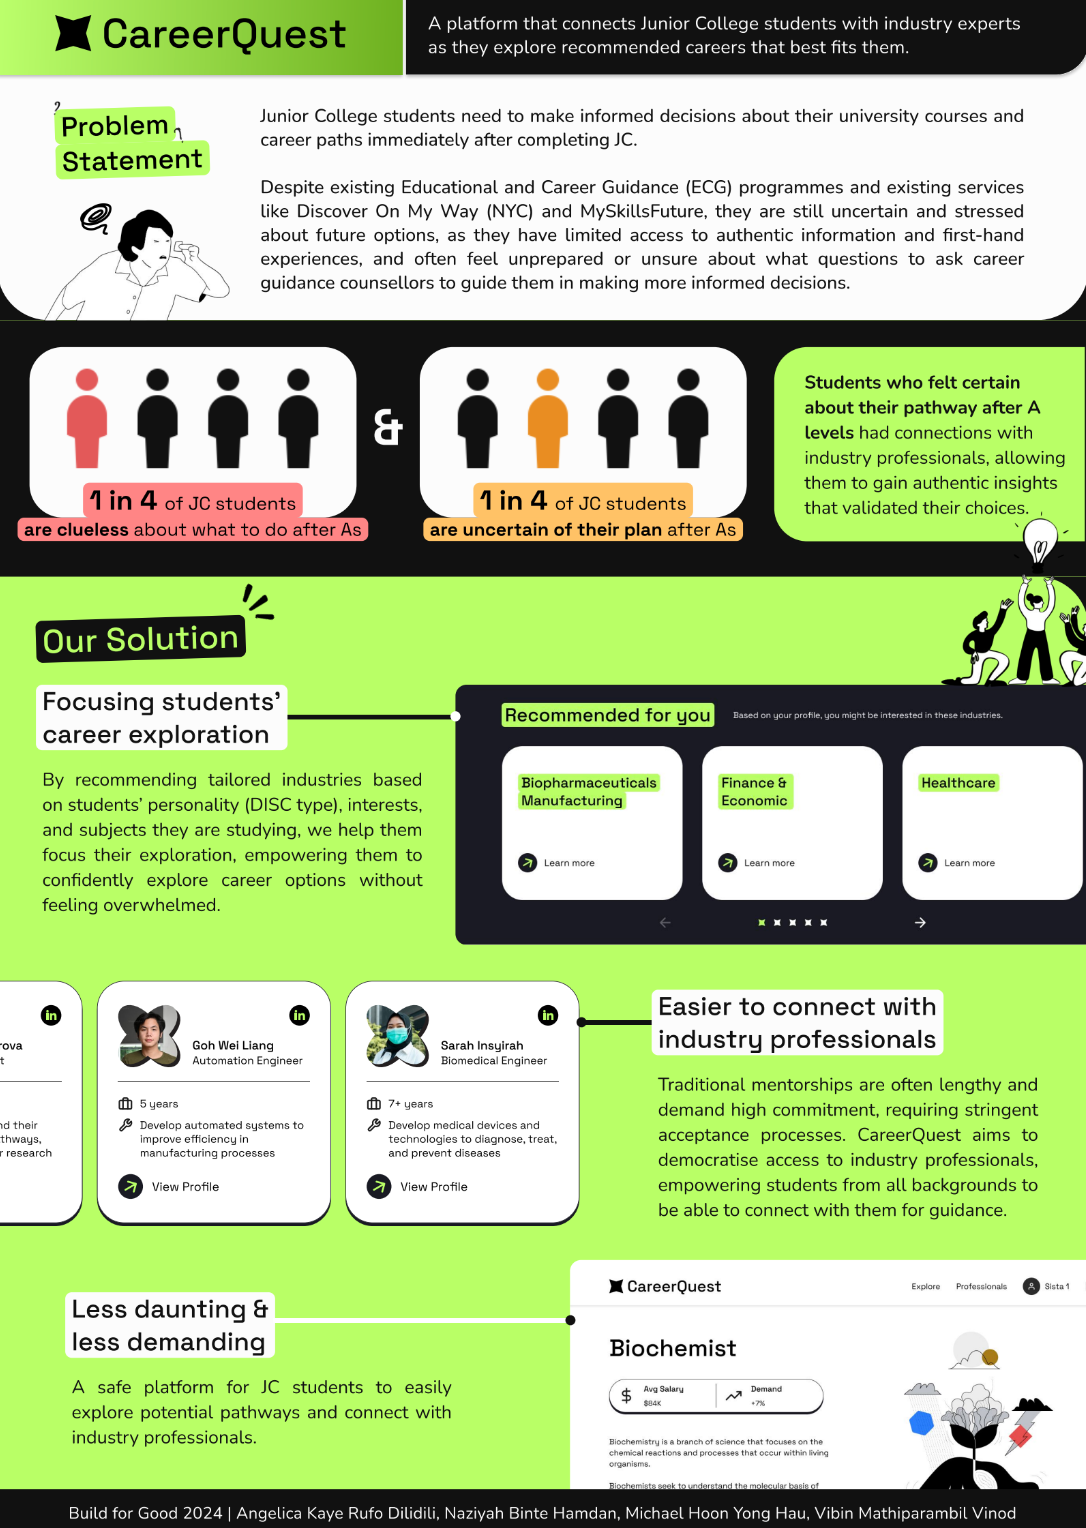 CareerQuest
A platform that connects Junior College students with industry experts
as they explore recommended careers that best fits them.
Problem
Statement
Junior College students need to make informed decisions about their university courses and
career paths immediately after completing JC.
Despite existing Educational and Career Guidance (ECG) programmes and existing services
like Discover On My Way (NYC) and MySkillsFuture, they are still uncertain and stressed
about future options, as they have limited access to authentic information and first-hand
experiences, and often feel unprepared or unsure about what questions to ask career
guidance counsellors to guide them in making more informed decisions.
1 in 4 of JC students
are clueless about what to do after As
&
1 in 4 of JC students
are uncertain of their plan after As
Students who felt certain
about their pathway after A
levels had connections with
industry professionals, allowing
them to gain authentic insights
that validated their choices.
Our Solution
Focusing students'
career exploration
By recommending tailored industries based
on students' personality (DISC type), interests,
and subjects they are studying, we help them
focus their exploration, empowering them to
confidently explore career options without
feeling overwhelmed.
Recommended for you
Based on your profile, you might be interested in these industries.
Biopharmaceuticals
Manufacturing
Learn more
Finance &
Economic
Learn more
Healthcare
Learn more
rova
t
nd their
thways,
r research
in
Goh Wei Liang
Automation Engineer
5 years
Develop automated systems to
improve efficiency in
manufacturing processes
View Profile
in
Sarah Insyirah
Biomedical Engineer
7+ years
Develop medical devices and
technologies to diagnose, treat,
and prevent diseases
View Profile
in
Easier to connect with
industry professionals
Traditional mentorships are often lengthy and
demand high commitment, requiring stringent
acceptance processes. CareerQuest aims to
democratise access to industry professionals,
empowering students from all backgrounds to
be able to connect with them for guidance.
Less daunting &
less demanding
A safe platform for JC students to easily
explore potential pathways and connect with
industry professionals.
CareerQuest
Explore Professionals Sista 1
Biochemist
$ Avg Salary
$84K
Demand
+7%
Biochemistry is a branch of science that focuses on the
chemical reactions and processes that occur within living
organisms.
Biochemists seek to understand the molecular basis of
Build for Good 2024 | Angelica Kaye Rufo Dilidili, Naziyah Binte Hamdan, Michael Hoon Yong Hau, Vibin Mathiparambil Vinod